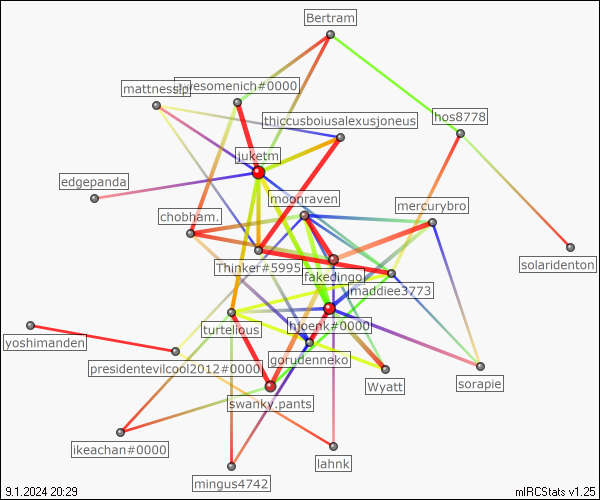 Bertram
mattnesslp
wesomenich#0000
thiccusboiusalexusjoneus
hos8778
juketm
edgepanda
moonraven
mercurybro
chobham.
Thinker#5995
solaridenton
fakedingo
maddiee3773
turtelious
hjoenk#0000
yoshimanden
gorudenneko
presidentevilcool2012#0000
Wyatt
sorapie
swanky.pants
ikeachan#0000
lahnk
mingus4742
9.1.2024 20:29
mIRCStats v1.25